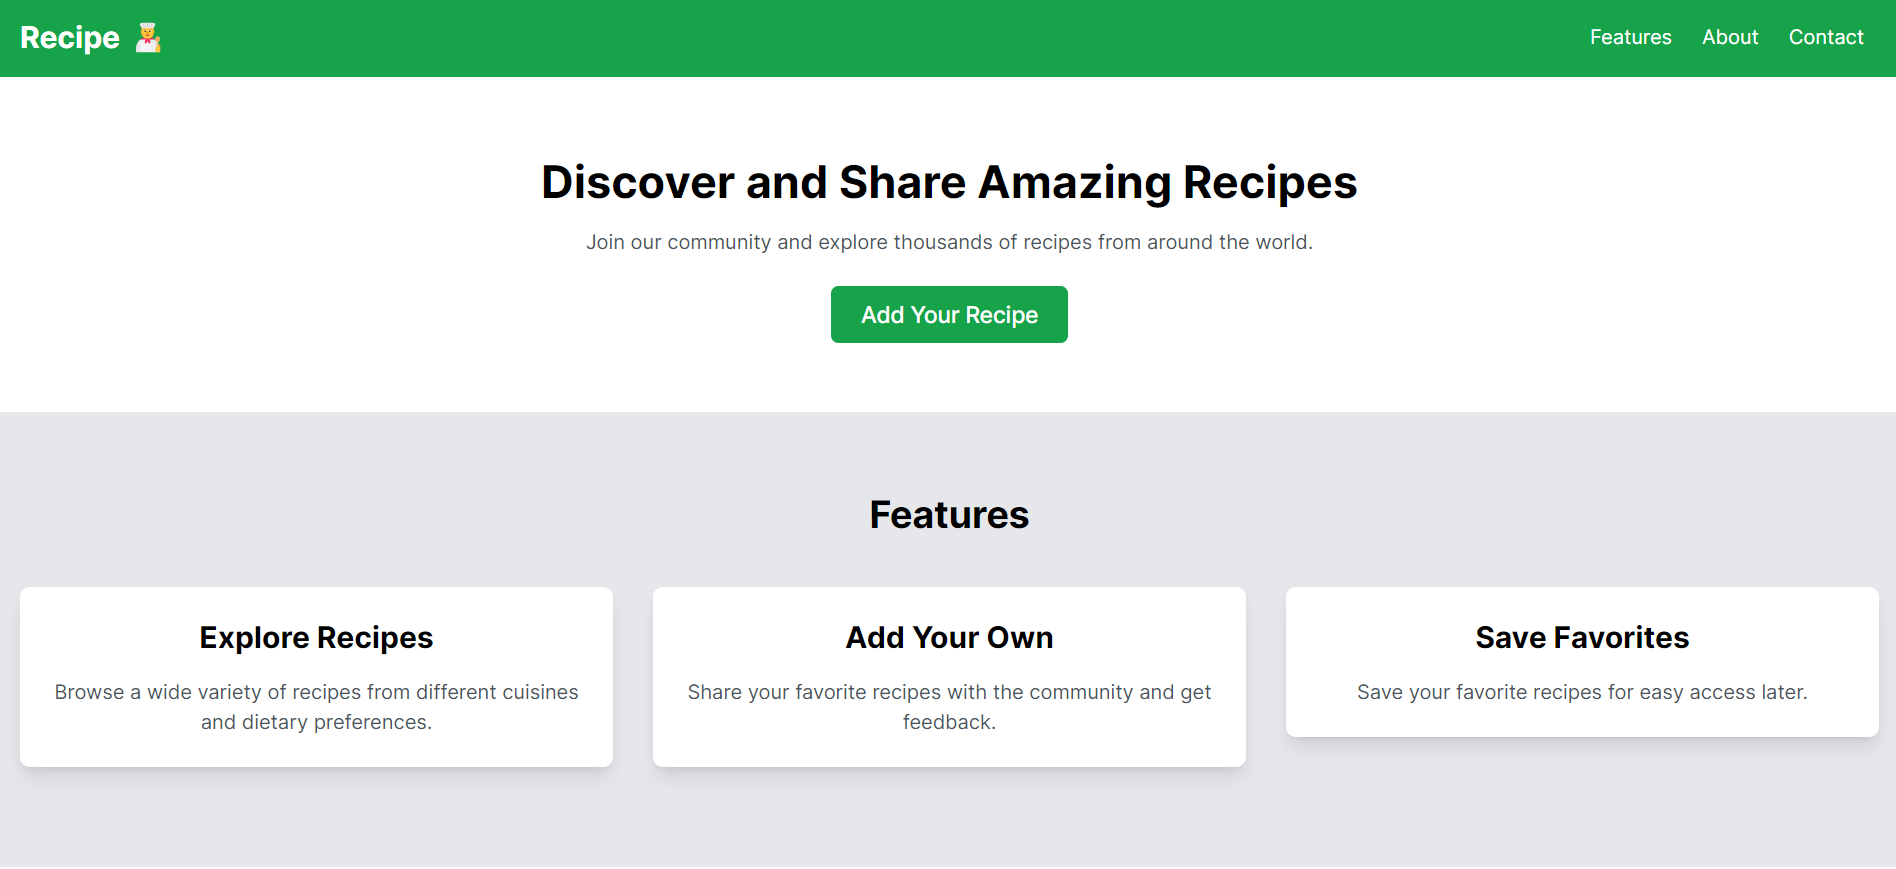 Recipe
Features About Contact
Discover and Share Amazing Recipes
Join our community and explore thousands of recipes from around the world.
Add Your Recipe
Features
Explore Recipes
Browse a wide variety of recipes from different cuisines
and dietary preferences.
Add Your Own
Share your favorite recipes with the community and get
feedback.
Save Favorites
Save your favorite recipes for easy access later.